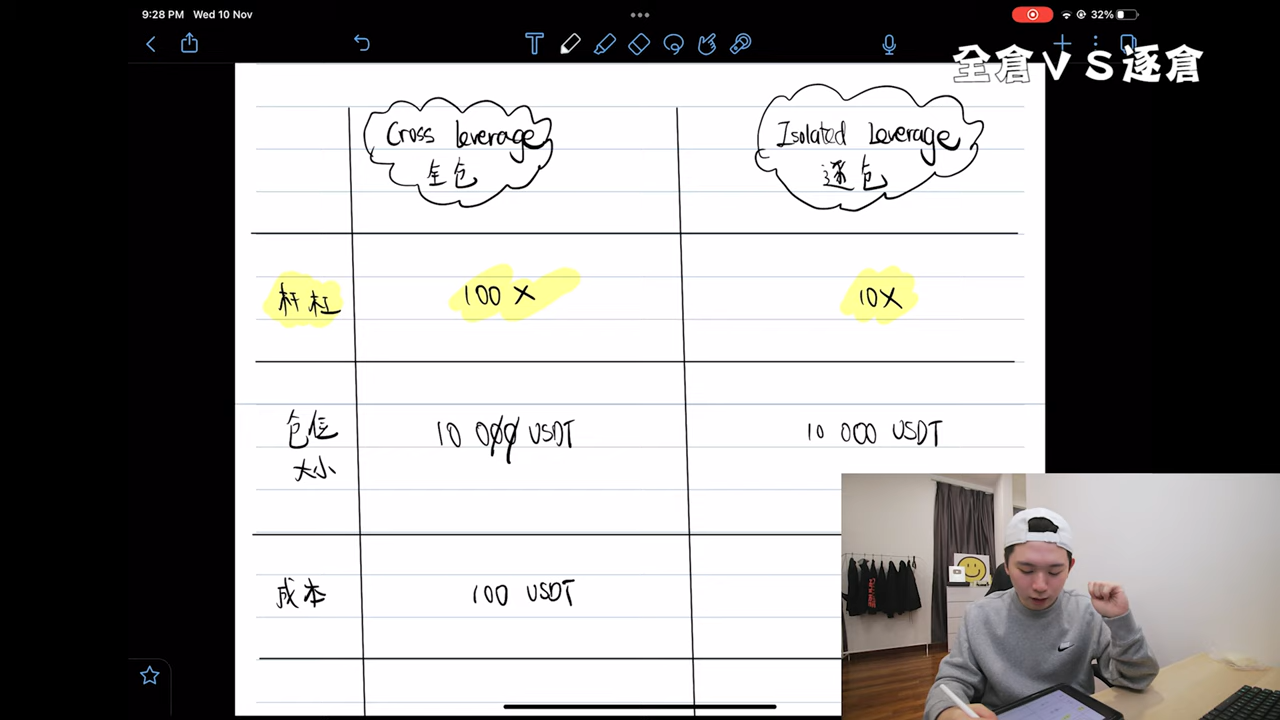 9:28 PM Wed 10 Nov
32%
全倉VS逐倉
Cross leverage
全仓
Isolated Leverage
逐仓
杆杠
100 X
10X
仓位
大小
10 000 USDT
10 000 USDT
成本
100 USDT